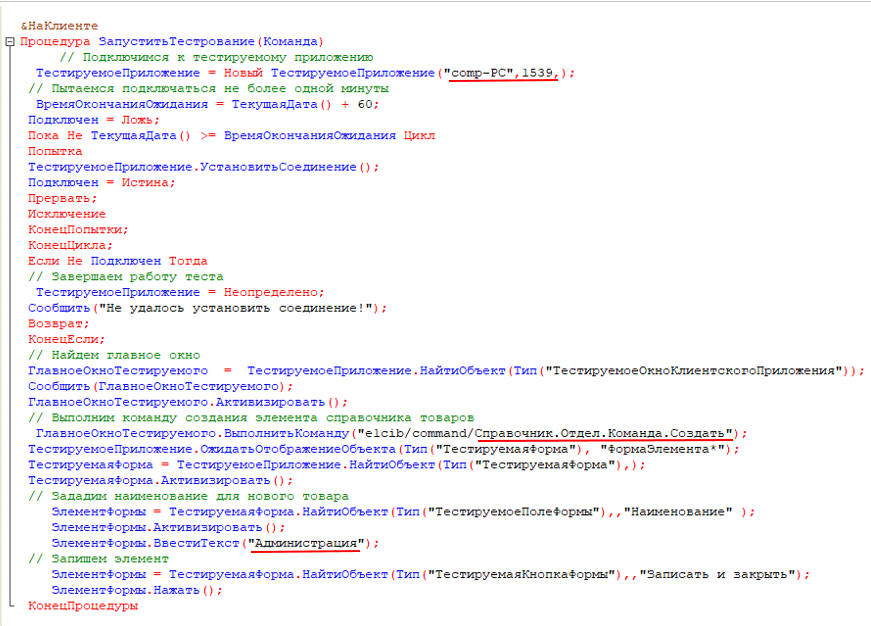 &НаКлиенте
Процедура ЗапуститьТестрование(Команда)
// Подключимся к тестируемому приложению
ТестируемоеПриложение = Новый ТестируемоеПриложение("comp-PC",1539,);
// Пытаемся подключаться не более одной минуты
ВремяОкончанияОжидания = ТекущаяДата() + 60;
Подключен = Ложь;
Пока Не ТекущаяДата() >= ВремяОкончанияОжидания Цикл
Попытка
ТестируемоеПриложение.УстановитьСоединение();
Подключен = Истина;
Прервать;
Исключение
КонецПопытки;
КонецЦикла;
Если Не Подключен Тогда
// Завершаем работу теста
ТестируемоеПриложение = Неопределено;
Сообщить("Не удалось установить соединение!");
Возврат;
КонецЕсли;
// Найдем главное окно
ГлавноеОкноТестируемого = ТестируемоеПриложение.НайтиОбъект(Тип("ТестируемоеОкноКлиентскогоПриложения"));
Сообщить(ГлавноеОкноТестируемого);
ГлавноеОкноТестируемого.Активизировать();
// Выполним команду создания элемента справочника товаров
ГлавноеОкноТестируемого.ВыполнитьКоманду("e1cib/command/Справочник.Отдел.Команда.Создать");
ТестируемоеПриложение.ОжидатьОтображениеОбъекта(Тип("ТестируемаяФорма"), "ФормаЭлемента*");
ТестируемаяФорма = ТестируемоеПриложение.НайтиОбъект(Тип("ТестируемаяФорма"),);
ТестируемаяФорма.Активизировать();
// Зададим наименование для нового товара
ЭлементФормы = ТестируемаяФорма.НайтиОбъект(Тип("ТестируемоеПолеФормы"),,"Наименование" );
ЭлементФормы.Активизировать();
ЭлементФормы.ВвестиТекст("Администрация");
// Запишем элемент
ЭлементФормы = ТестируемаяФорма.НайтиОбъект(Тип("ТестируемаяКнопкаФормы"),,"Записать и закрыть");
ЭлементФормы.Нажать();
КонецПроцедуры